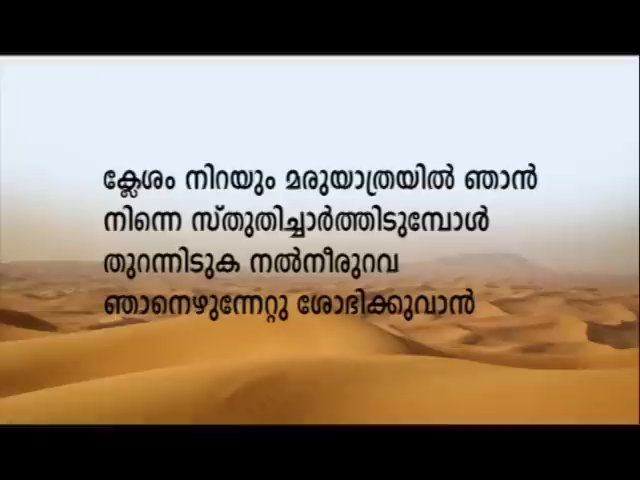 ക്ലേശം നിറയും മരുയാത്രയിൽ ഞാൻ
നിന്നെ സ്തുതിച്ചാർത്തിടുമ്പോൾ
തുറന്നിടുക നൽനീരുറവ
ഞാനെഴുന്നേറ്റു ശോഭിക്കുവാൻ